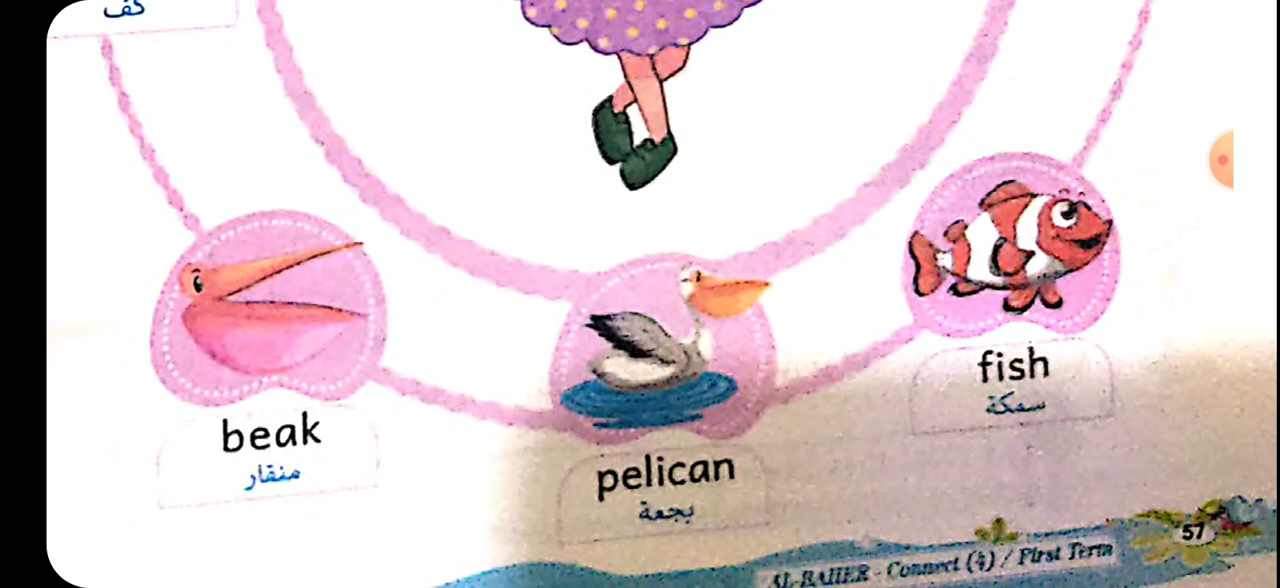 كف
fish
سمكة
beak
منقار
pelican
بجعة
57
AL-BAHER - Connect (4) / First Term